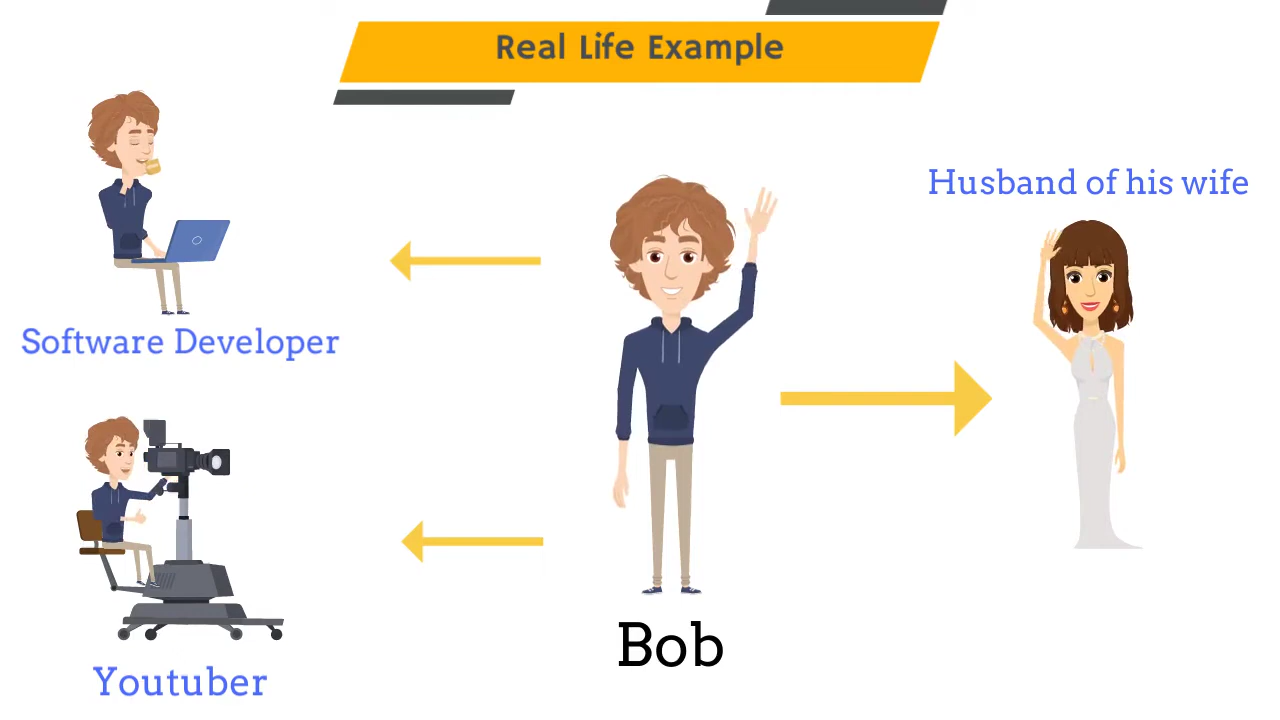 Real Life Example
Husband of his wife
Software Developer
Bob
Youtuber